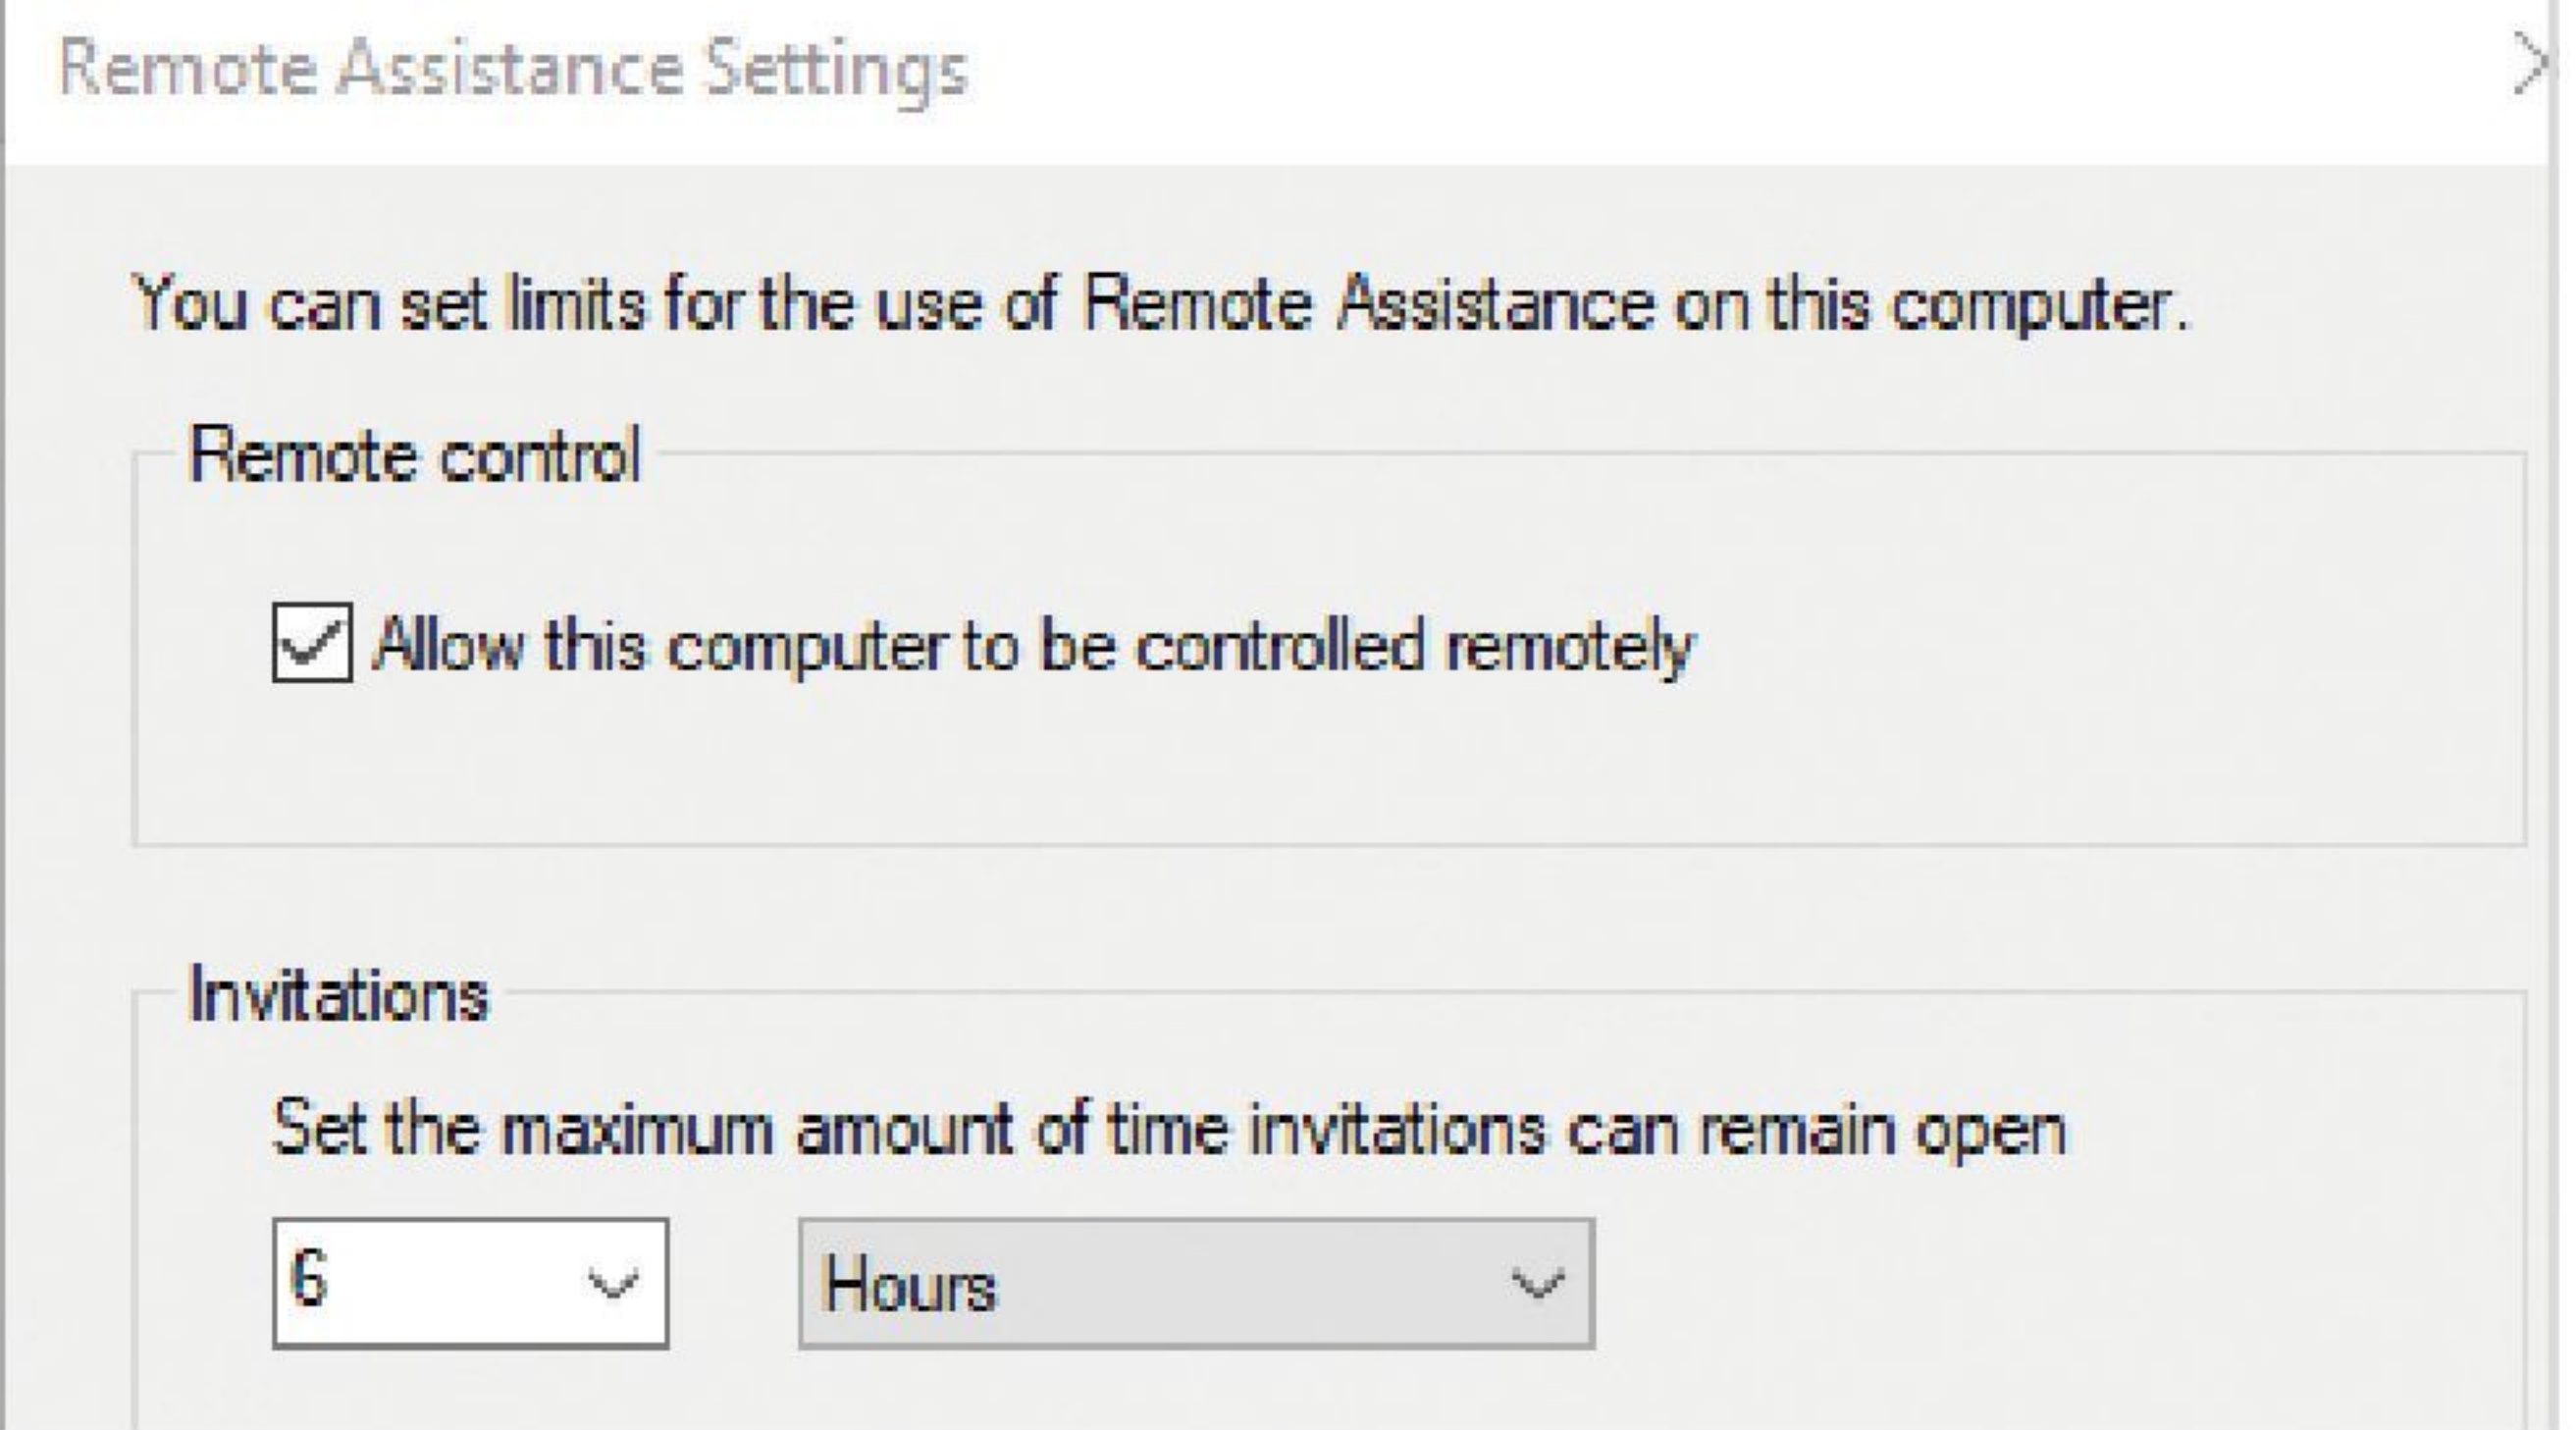 Remote Assistance Settings
You can set limits for the use of Remote Assistance on this computer.
Remote control
Allow this computer to be controlled remotely
Invitations
Set the maximum amount of time invitations can remain open
6 Hours